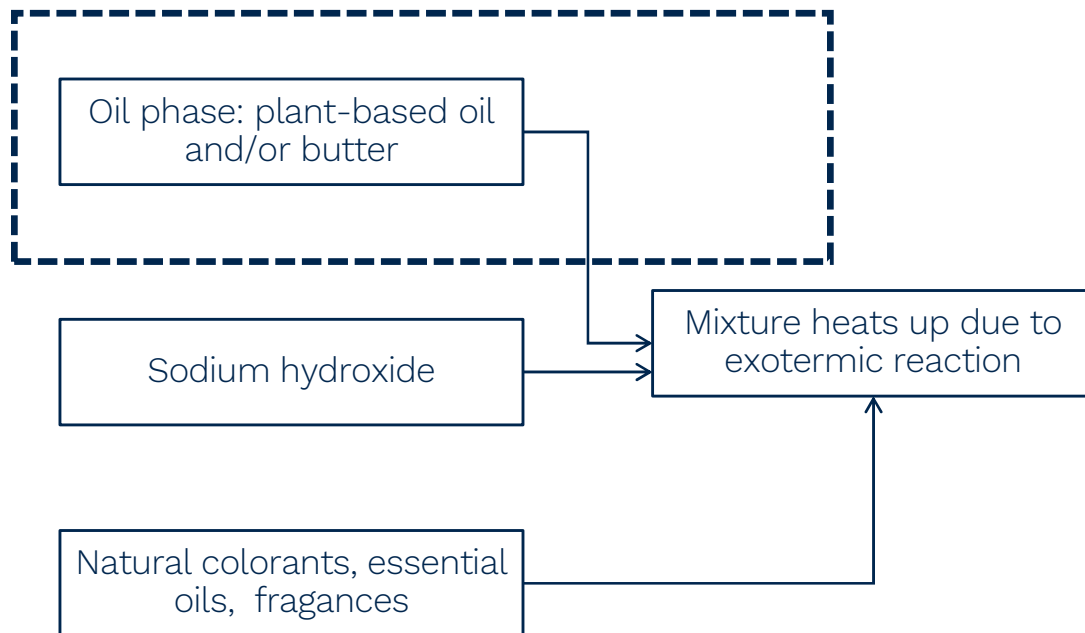 Oil phase: plant-based oil
and/or butter
Mixture heats up due to
exotermic reaction
Sodium hydroxide
Natural colorants, essential
oils,  fragances